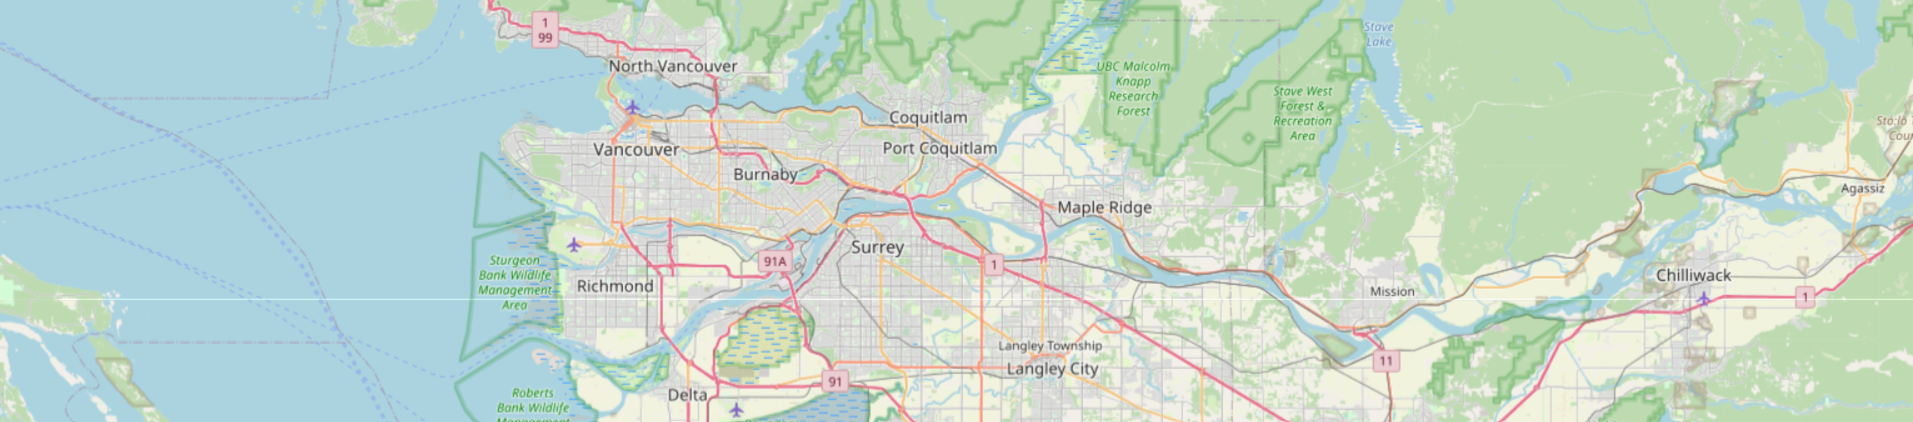 1
99
North Vancouver
Stave
Lake
UBC Malcolm
Knapp
Research
Forest
Stave West
Forest &
Recreation
Area
Coquitlam
Port Coquitlam
Vancouver
Burnaby
Agassiz
Maple Ridge
Surrey
91A
1
Sturgeon
Bank Wildlife
Management
Area
Richmond
Chilliwack
Mission
1
Langley Township
Langley City
11
91
Delta
Roberts
Bank Wildlife